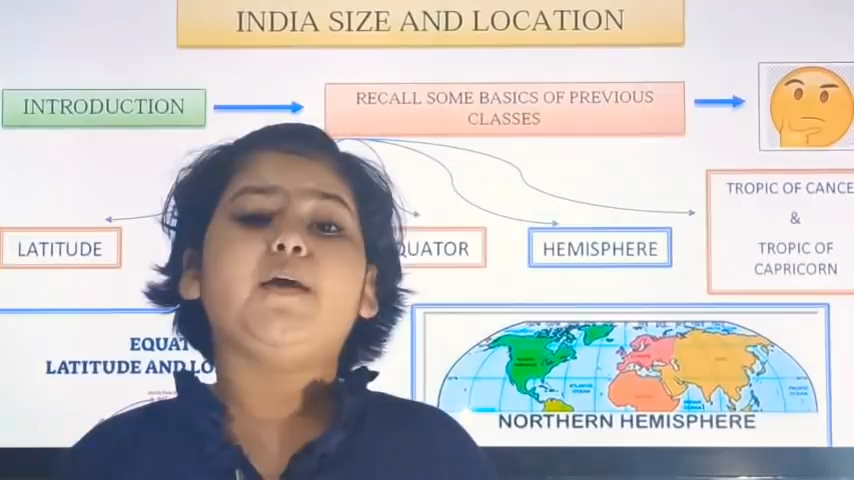 INDIA SIZE AND LOCATION
INTRODUCTION
RECALL SOME BASICS OF PREVIOUS
CLASSES
TROPIC OF CANCE
&
TROPIC OF
CAPRICORN
LATITUDE
QUATOR
HEMISPHERE
EQUAT
LATITUDE AND LO
NORTHERN HEMISPHERE